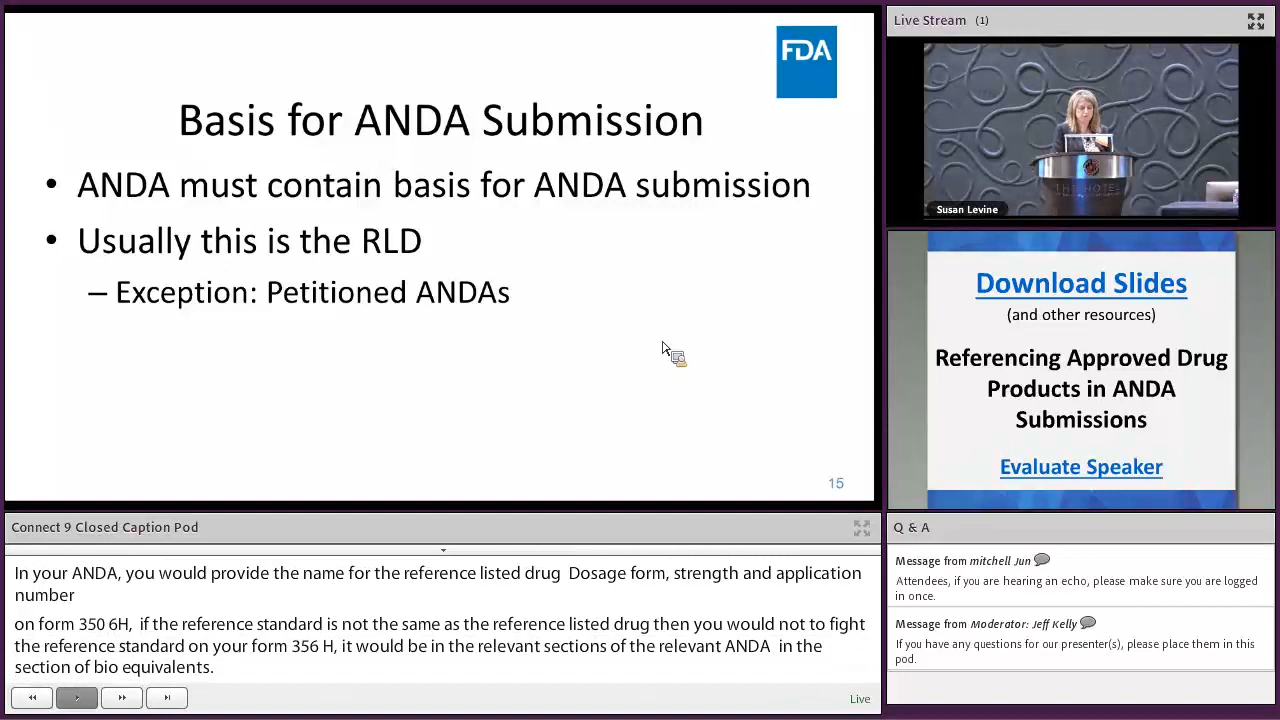 FDA
Basis for ANDA Submission
• ANDA must contain basis for ANDA submission
• Usually this is the RLD
– Exception: Petitioned ANDAs
15
Live Stream (1)
THE HOTEL
Susan Levine
Download Slides
(and other resources)
Referencing Approved Drug
Products in ANDA
Submissions
Evaluate Speaker
Connect 9 Closed Caption Pod
In your ANDA, you would provide the name for the reference listed drug Dosage form, strength and application
number
on form 350 6H, if the reference standard is not the same as the reference listed drug then you would not to fight
the reference standard on your form 356 H, it would be in the relevant sections of the relevant ANDA in the
section of bio equivalents.
Live
Q & A
Message from mitchell Jun
Attendees, if you are hearing an echo, please make sure you are logged
in once.
Message from Moderator: Jeff Kelly
If you have any questions for our presenter(s), please place them in this
pod.